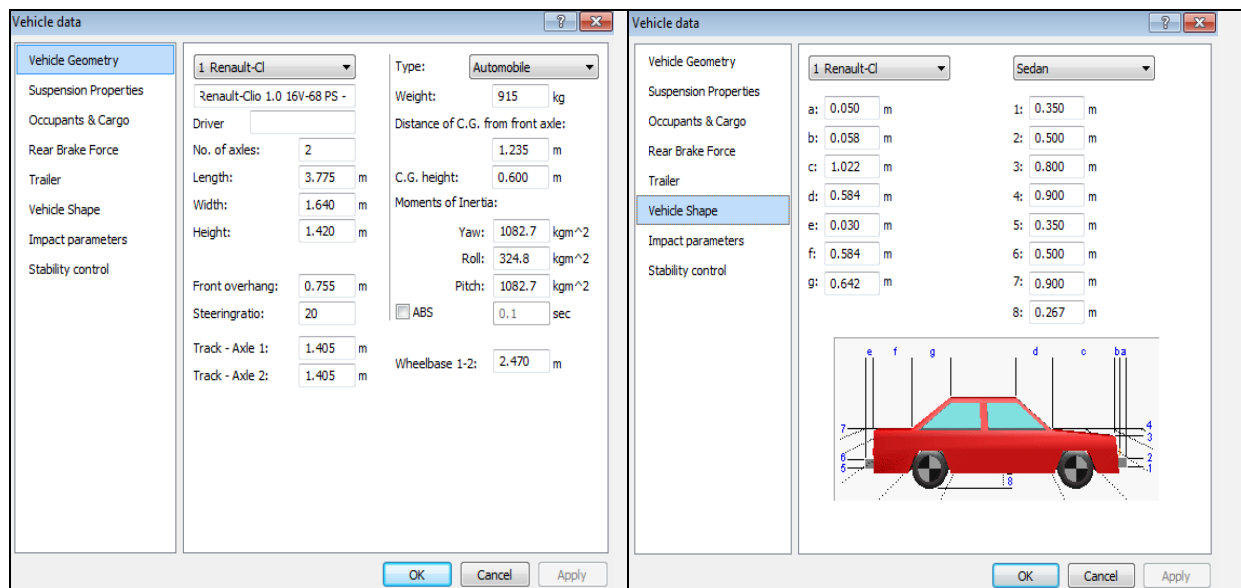 Vehicle data
Vehicle Geometry
Suspension Properties
Occupants & Cargo
Rear Brake Force
Trailer
Vehicle Shape
Impact parameters
Stability control
1 Renault-Cl
Renault-Clio 1.0 16V-68 PS -
Driver
No. of axles: 2
Length: 3.775 m
Width: 1.640 m
Height: 1.420 m
Front overhang: 0.755 m
Steeringratio: 20
Track - Axle 1: 1.405 m
Track - Axle 2: 1.405 m
Type: Automobile
Weight: 915 kg
Distance of C.G. from front axle:
1.235 m
C.G. height: 0.600 m
Moments of Inertia:
Yaw: 1082.7 kgm^2
Roll: 324.8 kgm^2
Pitch: 1082.7 kgm^2
ABS 0.1 sec
Wheelbase 1-2: 2.470 m
OK Cancel Apply
Vehicle data
Vehicle Geometry
Suspension Properties
Occupants & Cargo
Rear Brake Force
Trailer
Vehicle Shape
Impact parameters
Stability control
1 Renault-Cl
Sedan
a: 0.050 m
b: 0.058 m
c: 1.022 m
d: 0.584 m
e: 0.030 m
f: 0.584 m
g: 0.642 m
1: 0.350 m
2: 0.500 m
3: 0.800 m
4: 0.900 m
5: 0.350 m
6: 0.500 m
7: 0.900 m
8: 0.267 m
e f g d c b a
7 4
3
6 2
5 1
8
OK Cancel Apply